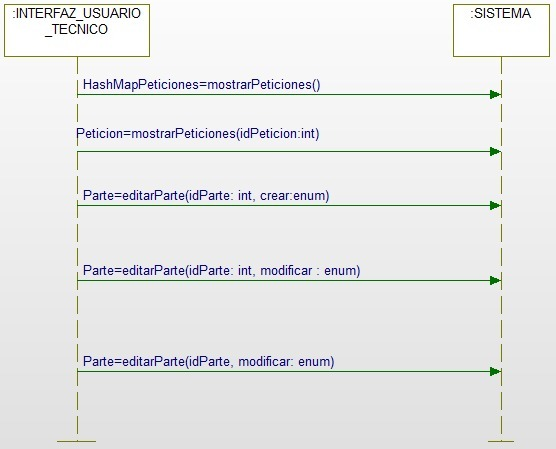 :INTERFAZ_USUARIO
_TECNICO
:SISTEMA
HashMapPeticiones=mostrarPeticiones()
Peticion=mostrarPeticiones(idPeticion:int)
Parte=editarParte(idParte: int, crear:enum)
Parte=editarParte(idParte: int, modificar : enum)
Parte=editarParte(idParte, modificar: enum)